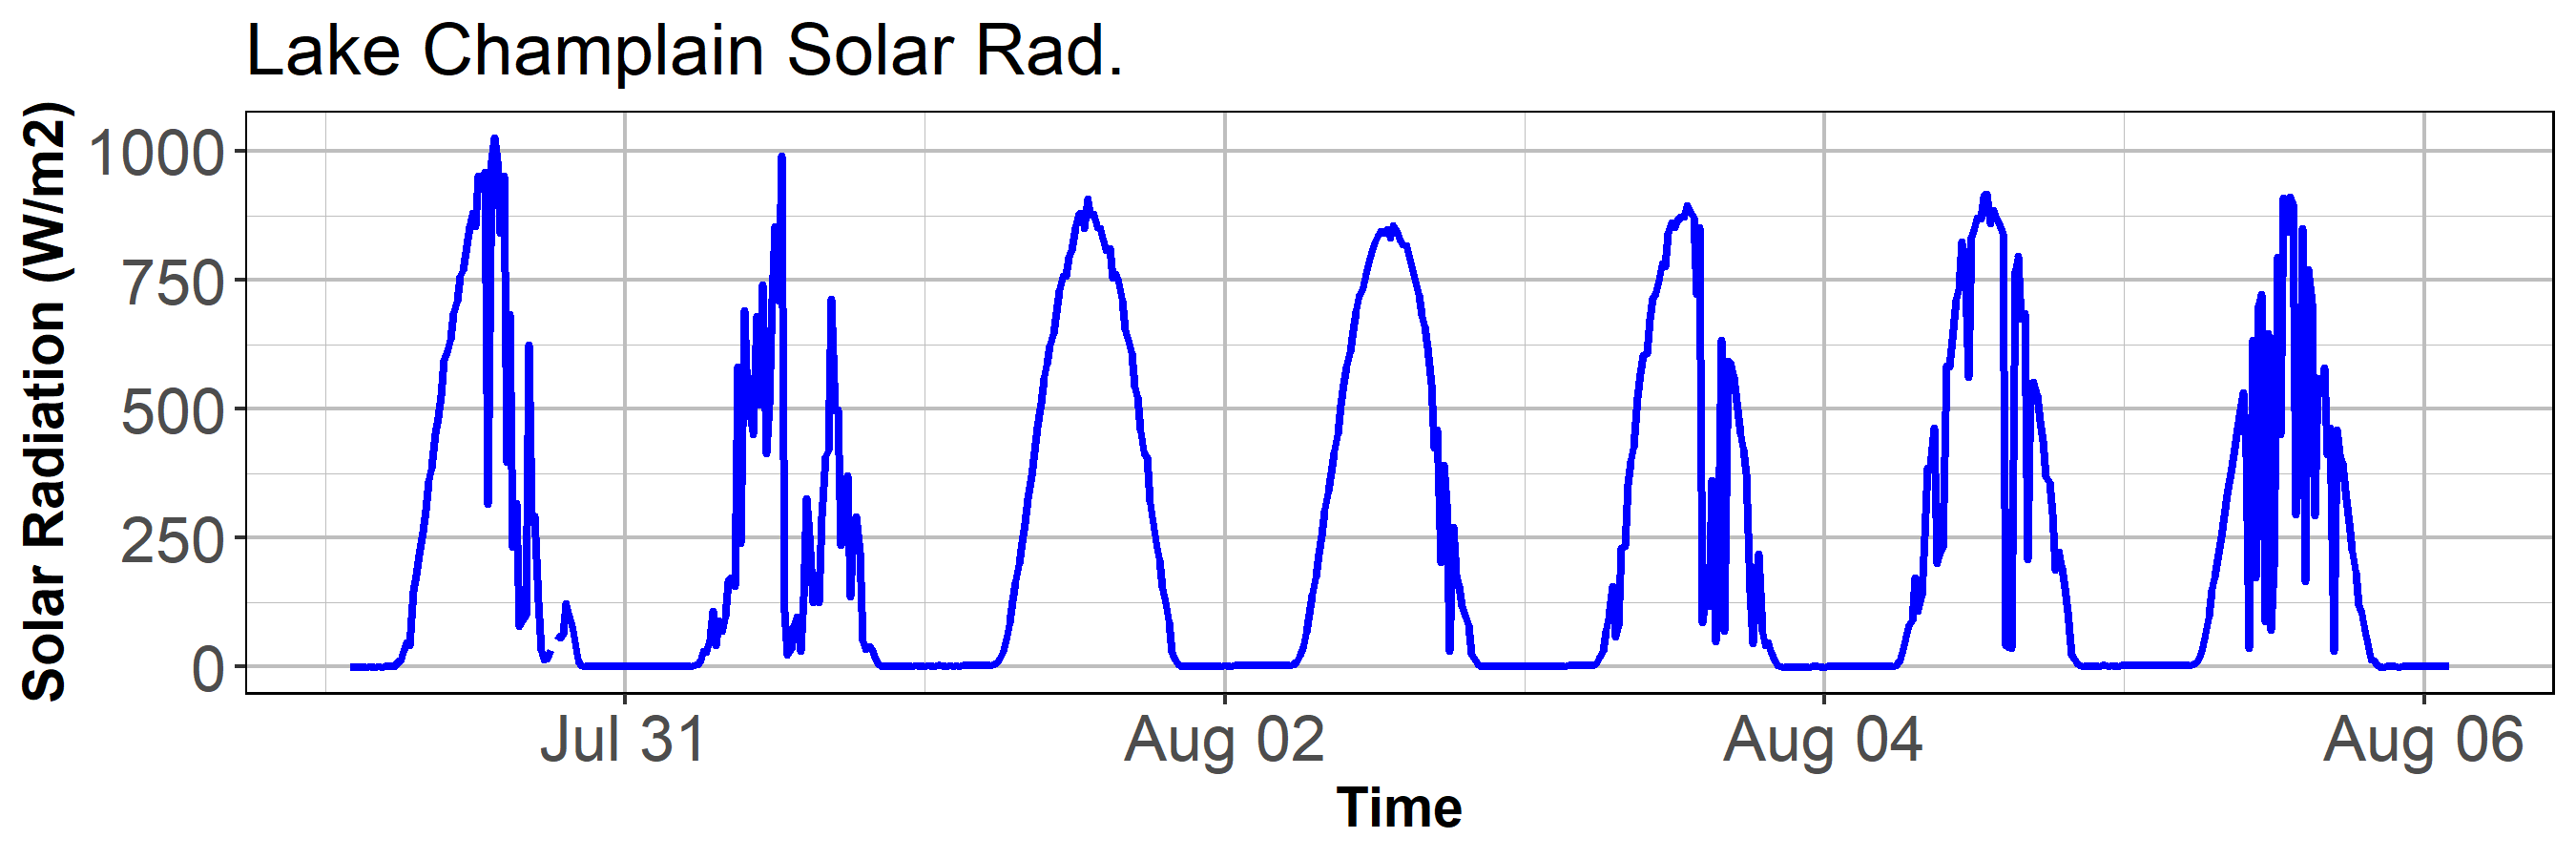 Lake Champlain Solar Rad.
Solar Radiation (W/m2)
1000
750
500
250
0
Jul 31
Aug 02
Aug 04
Aug 06
Time